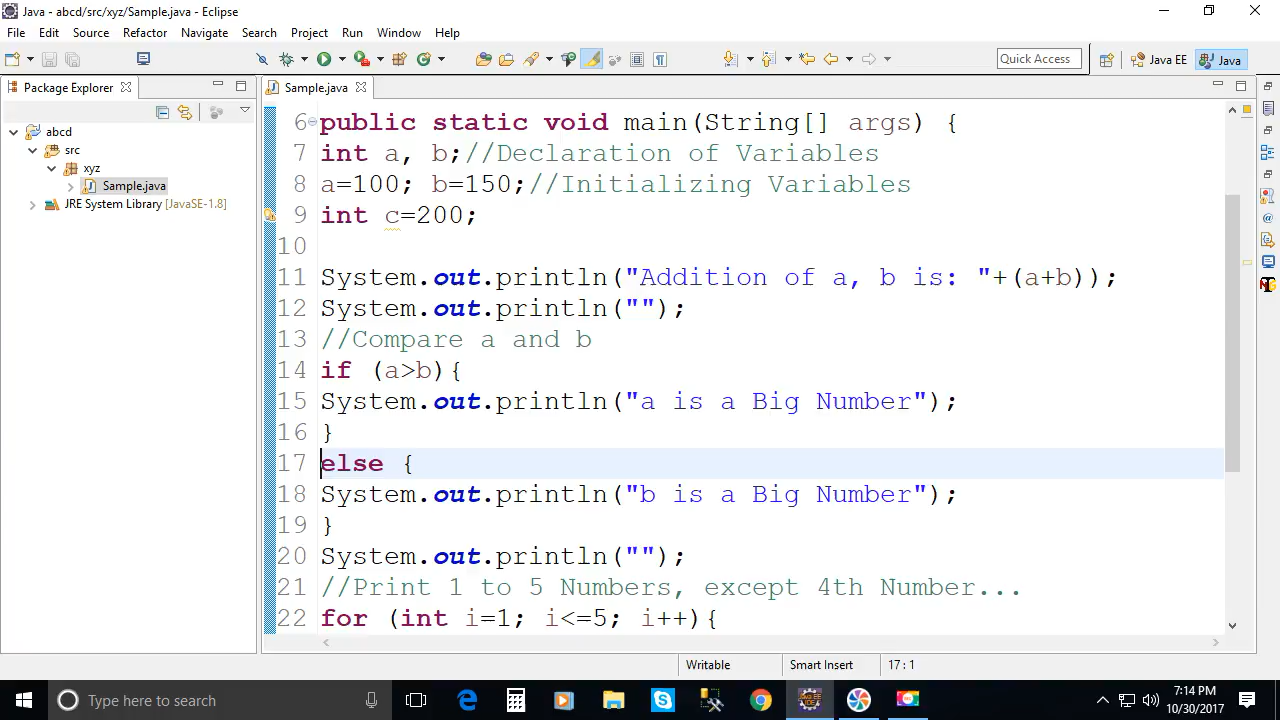 Java - abcd/src/xyz/Sample.java - Eclipse
File Edit Source Refactor Navigate Search Project Run Window Help
Quick Access Java EE Java
Package Explorer
abcd
src
xyz
Sample.java
JRE System Library [JavaSE-1.8]
Sample.java
6 public static void main(String[] args) {
7 int a, b;//Declaration of Variables
8 a=100; b=150;//Initializing Variables
9 int c=200;
10
11 System.out.println("Addition of a, b is: "+(a+b));
12 System.out.println("");
13 //Compare a and b
14 if (a>b){
15 System.out.println("a is a Big Number");
16 }
17 else {
18 System.out.println("b is a Big Number");
19 }
20 System.out.println("");
21 //Print 1 to 5 Numbers, except 4th Number...
22 for (int i=1; i<=5; i++){
Writable Smart Insert 17 : 1
Type here to search
7:14 PM
10/30/2017